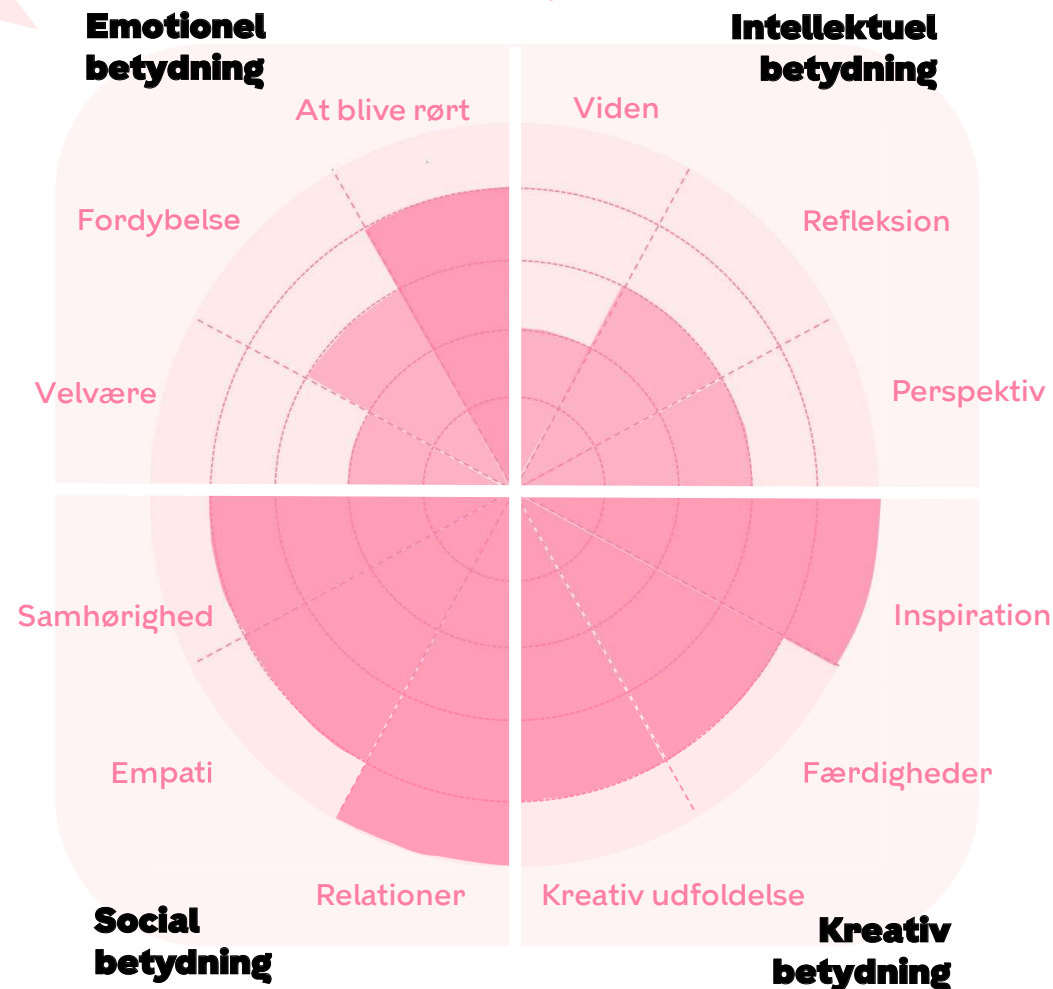 Emotionel
betydning
Intellektuel
betydning
At blive rørt
Viden
Fordybelse
Refleksion
Velvære
Perspektiv
Samhørighed
Inspiration
Empati
Færdigheder
Relationer
Kreativ udfoldelse
Social
betydning
Kreativ
betydning